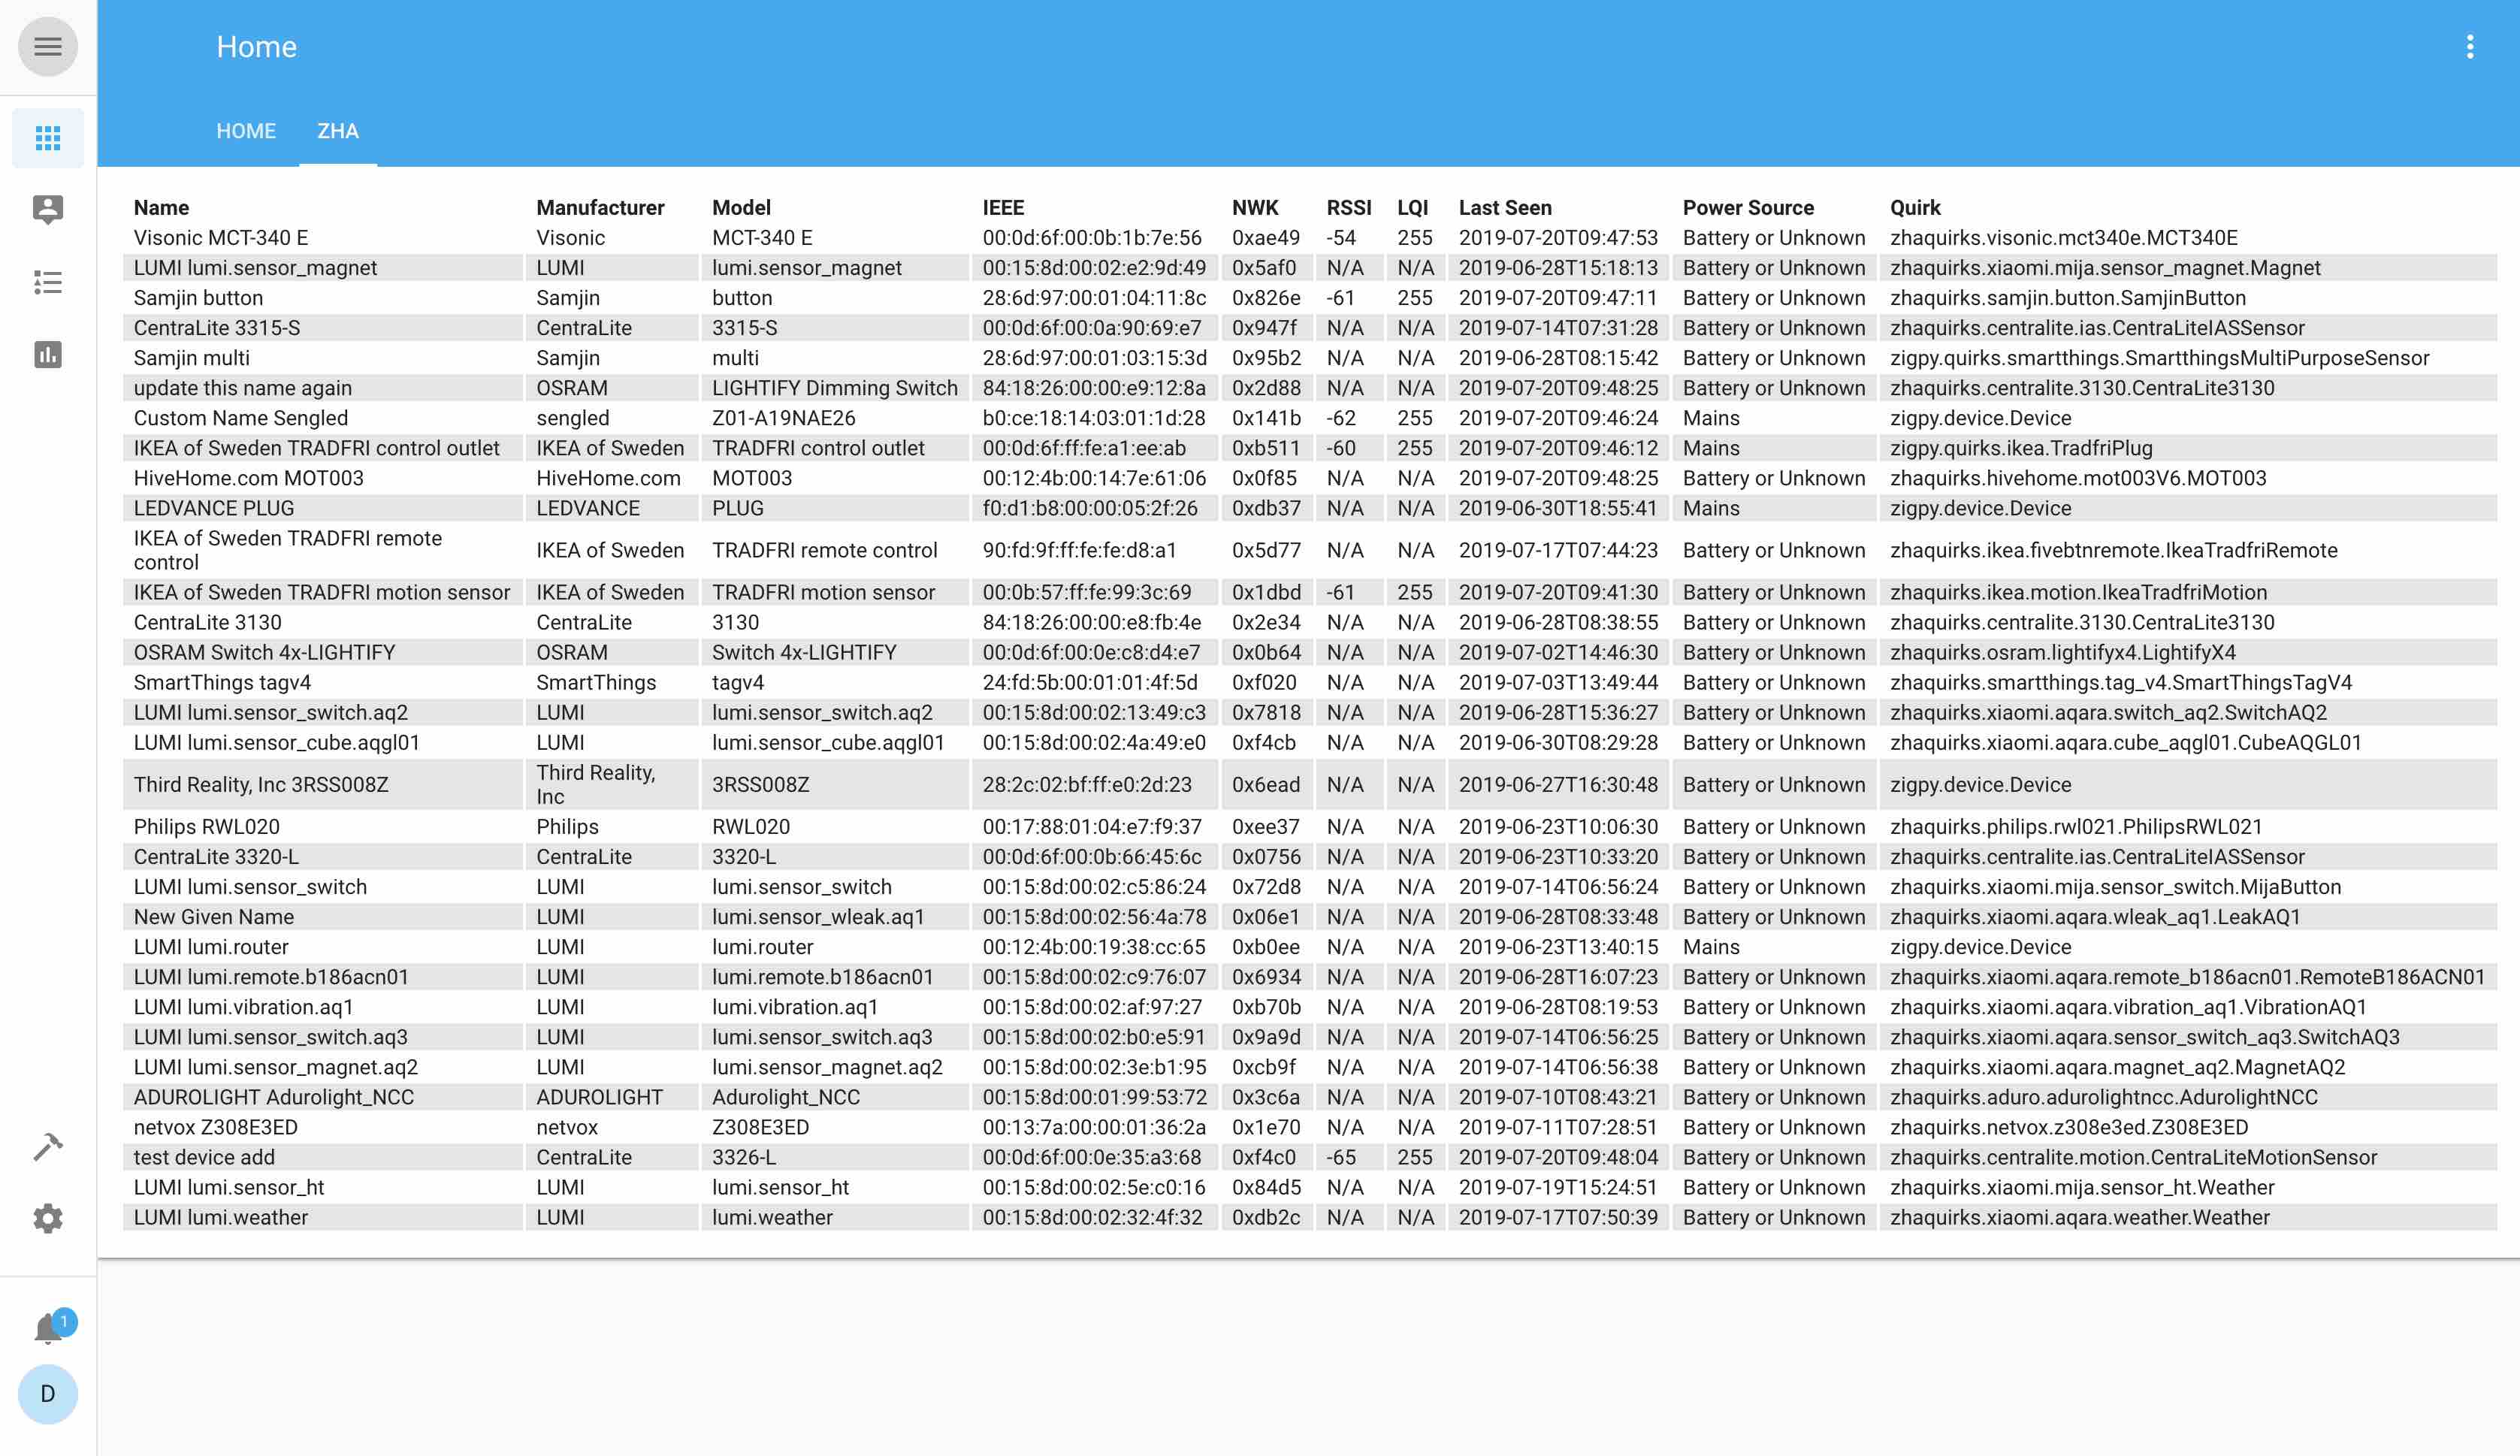 Home
HOME ZHA
Name Manufacturer Model IEEE NWK RSSI LQI Last Seen Power Source Quirk
Visonic MCT-340 E Visonic MCT-340 E 00:0d:6f:00:0b:1b:7e:56 0xae49 -54 255 2019-07-20T09:47:53 Battery or Unknown zhaquirks.visonic.mct340e.MCT340E
LUMI lumi.sensor_magnet LUMI lumi.sensor_magnet 00:15:8d:00:02:e2:9d:49 0x5af0 N/A N/A 2019-06-28T15:18:13 Battery or Unknown zhaquirks.xiaomi.mija.sensor_magnet.Magnet
Samjin button Samjin button 28:6d:97:00:01:04:11:8c 0x826e -61 255 2019-07-20T09:47:11 Battery or Unknown zhaquirks.samjin.button.SamjinButton
CentraLite 3315-S CentraLite 3315-S 00:0d:6f:00:0a:90:69:e7 0x947f N/A N/A 2019-07-14T07:31:28 Battery or Unknown zhaquirks.centralite.ias.CentraLiteIASSensor
Samjin multi Samjin multi 28:6d:97:00:01:03:15:3d 0x95b2 N/A N/A 2019-06-28T08:15:42 Battery or Unknown zigpy.quirks.smartthings.SmartthingsMultiPurposeSensor
update this name again OSRAM LIGHTIFY Dimming Switch 84:18:26:00:00:e9:12:8a 0x2d88 N/A N/A 2019-07-20T09:48:25 Battery or Unknown zhaquirks.centralite.3130.CentraLite3130
Custom Name Sengled sengled Z01-A19NAE26 b0:ce:18:14:03:01:1d:28 0x141b -62 255 2019-07-20T09:46:24 Mains zigpy.device.Device
IKEA of Sweden TRADFRI control outlet IKEA of Sweden TRADFRI control outlet 00:0d:6f:ff:fe:a1:ee:ab 0xb511 -60 255 2019-07-20T09:46:12 Mains zigpy.quirks.ikea.TradfriPlug
HiveHome.com MOT003 HiveHome.com MOT003 00:12:4b:00:14:7e:61:06 0x0f85 N/A N/A 2019-07-20T09:48:25 Battery or Unknown zhaquirks.hivehome.mot003V6.MOT003
LEDVANCE PLUG LEDVANCE PLUG f0:d1:b8:00:00:05:2f:26 0xdb37 N/A N/A 2019-06-30T18:55:41 Mains zigpy.device.Device
IKEA of Sweden TRADFRI remote
control IKEA of Sweden TRADFRI remote control 90:fd:9f:ff:fe:fe:d8:a1 0x5d77 N/A N/A 2019-07-17T07:44:23 Battery or Unknown zhaquirks.ikea.fivebtnremote.IkeaTradfriRemote
IKEA of Sweden TRADFRI motion sensor IKEA of Sweden TRADFRI motion sensor 00:0b:57:ff:fe:99:3c:69 0x1dbd -61 255 2019-07-20T09:41:30 Battery or Unknown zhaquirks.ikea.motion.IkeaTradfriMotion
CentraLite 3130 CentraLite 3130 84:18:26:00:00:e8:fb:4e 0x2e34 N/A N/A 2019-06-28T08:38:55 Battery or Unknown zhaquirks.centralite.3130.CentraLite3130
OSRAM Switch 4x-LIGHTIFY OSRAM Switch 4x-LIGHTIFY 00:0d:6f:00:0e:c8:d4:e7 0x0b64 N/A N/A 2019-07-02T14:46:30 Battery or Unknown zhaquirks.osram.lightifyx4.LightifyX4
SmartThings tagv4 SmartThings tagv4 24:fd:5b:00:01:01:4f:5d 0xf020 N/A N/A 2019-07-03T13:49:44 Battery or Unknown zhaquirks.smartthings.tag_v4.SmartThingsTagV4
LUMI lumi.sensor_switch.aq2 LUMI lumi.sensor_switch.aq2 00:15:8d:00:02:13:49:c3 0x7818 N/A N/A 2019-06-28T15:36:27 Battery or Unknown zhaquirks.xiaomi.aqara.switch_aq2.SwitchAQ2
LUMI lumi.sensor_cube.aqgl01 LUMI lumi.sensor_cube.aqgl01 00:15:8d:00:02:4a:49:e0 0xf4cb N/A N/A 2019-06-30T08:29:28 Battery or Unknown zhaquirks.xiaomi.aqara.cube_aqgl01.CubeAQGL01
Third Reality, Inc 3RSS008Z Third Reality,
Inc 3RSS008Z 28:2c:02:bf:ff:e0:2d:23 0x6ead N/A N/A 2019-06-27T16:30:48 Battery or Unknown zigpy.device.Device
Philips RWL020 Philips RWL020 00:17:88:01:04:e7:f9:37 0xee37 N/A N/A 2019-06-23T10:06:30 Battery or Unknown zhaquirks.philips.rwl021.PhilipsRWL021
CentraLite 3320-L CentraLite 3320-L 00:0d:6f:00:0b:66:45:6c 0x0756 N/A N/A 2019-06-23T10:33:20 Battery or Unknown zhaquirks.centralite.ias.CentraLiteIASSensor
LUMI lumi.sensor_switch LUMI lumi.sensor_switch 00:15:8d:00:02:c5:86:24 0x72d8 N/A N/A 2019-07-14T06:56:24 Battery or Unknown zhaquirks.xiaomi.mija.sensor_switch.MijaButton
New Given Name LUMI lumi.sensor_wleak.aq1 00:15:8d:00:02:56:4a:78 0x06e1 N/A N/A 2019-06-28T08:33:48 Battery or Unknown zhaquirks.xiaomi.aqara.wleak_aq1.LeakAQ1
LUMI lumi.router LUMI lumi.router 00:12:4b:00:19:38:cc:65 0xb0ee N/A N/A 2019-06-23T13:40:15 Mains zigpy.device.Device
LUMI lumi.remote.b186acn01 LUMI lumi.remote.b186acn01 00:15:8d:00:02:c9:76:07 0x6934 N/A N/A 2019-06-28T16:07:23 Battery or Unknown zhaquirks.xiaomi.aqara.remote_b186acn01.RemoteB186ACN01
LUMI lumi.vibration.aq1 LUMI lumi.vibration.aq1 00:15:8d:00:02:af:97:27 0xb70b N/A N/A 2019-06-28T08:19:53 Battery or Unknown zhaquirks.xiaomi.aqara.vibration_aq1.VibrationAQ1
LUMI lumi.sensor_switch.aq3 LUMI lumi.sensor_switch.aq3 00:15:8d:00:02:b0:e5:91 0x9a9d N/A N/A 2019-07-14T06:56:25 Battery or Unknown zhaquirks.xiaomi.aqara.sensor_switch_aq3.SwitchAQ3
LUMI lumi.sensor_magnet.aq2 LUMI lumi.sensor_magnet.aq2 00:15:8d:00:02:3e:b1:95 0xcb9f N/A N/A 2019-07-14T06:56:38 Battery or Unknown zhaquirks.xiaomi.aqara.magnet_aq2.MagnetAQ2
ADUROLIGHT Adurolight_NCC ADUROLIGHT Adurolight_NCC 00:15:8d:00:01:99:53:72 0x3c6a N/A N/A 2019-07-10T08:43:21 Battery or Unknown zhaquirks.aduro.adurolightncc.AdurolightNCC
netvox Z308E3ED netvox Z308E3ED 00:13:7a:00:00:01:36:2a 0x1e70 N/A N/A 2019-07-11T07:28:51 Battery or Unknown zhaquirks.netvox.z308e3ed.Z308E3ED
test device add CentraLite 3326-L 00:0d:6f:00:0e:35:a3:68 0xf4c0 -65 255 2019-07-20T09:48:04 Battery or Unknown zhaquirks.centralite.motion.CentraLiteMotionSensor
LUMI lumi.sensor_ht LUMI lumi.sensor_ht 00:15:8d:00:02:5e:c0:16 0x84d5 N/A N/A 2019-07-19T15:24:51 Battery or Unknown zhaquirks.xiaomi.mija.sensor_ht.Weather
LUMI lumi.weather LUMI lumi.weather 00:15:8d:00:02:32:4f:32 0xdb2c N/A N/A 2019-07-17T07:50:39 Battery or Unknown zhaquirks.xiaomi.aqara.weather.Weather
1
D